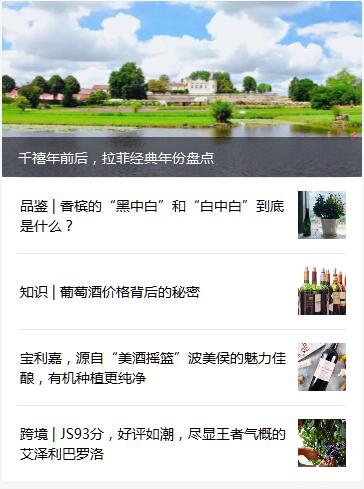 千禧年前后，拉菲经典年份盘点
品鉴 | 香槟的“黑中白”和“白中白”到底
是什么？
知识 | 葡萄酒价格背后的秘密
宝利嘉，源自“美酒摇篮”波美侯的魅力佳
酿，有机种植更纯净
跨境 | JS93分，好评如潮，尽显王者气概的
艾泽利巴罗洛